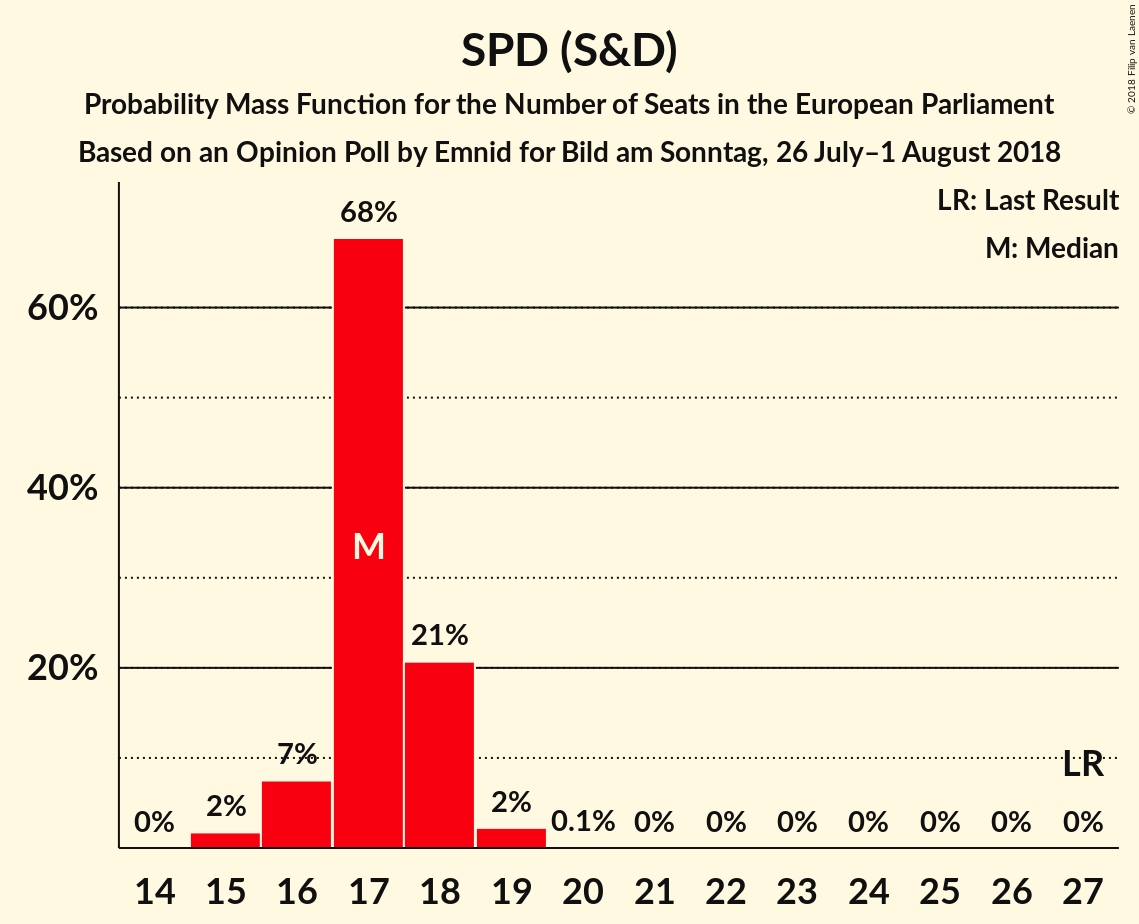 SPD (S&D)
Probability Mass Function for the Number of Seats in the European Parliament
Based on an Opinion Poll by Emnid for Bild am Sonntag, 26 July–1 August 2018
© 2018 Filip van Laenen
LR: Last Result
M: Median
68%
60%
40%
M
21%
20%
7%
LR
0%
2%
2%
0.1%
0%
0%
0%
0%
0%
0%
0%
14 15 16 17 18 19 20 21 22 23 24 25 26 27